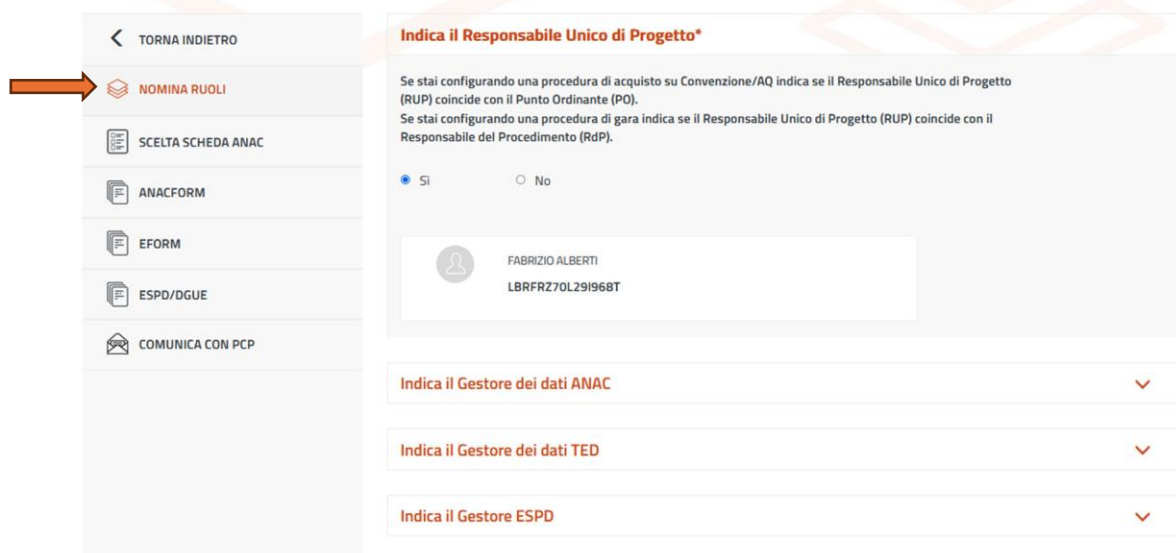 TORNA INDIETRO
NOMINA RUOLI
SCELTA SCHEDA ANAC
ANACFORM
EFORM
ESPD/DGUE
COMUNICA CON PCP
Indica il Responsabile Unico di Progetto*
Se stai configurando una procedura di acquisto su Convenzione/AQ indica se il Responsabile Unico di Progetto
(RUP) coincide con il Punto Ordinante (PO).
Se stai configurando una procedura di gara indica se il Responsabile Unico di Progetto (RUP) coincide con il
Responsabile del Procedimento (RdP).
Sì No
FABRIZIO ALBERTI
LBRFRZ70L29I968T
Indica il Gestore dei dati ANAC
Indica il Gestore dei dati TED
Indica il Gestore ESPD